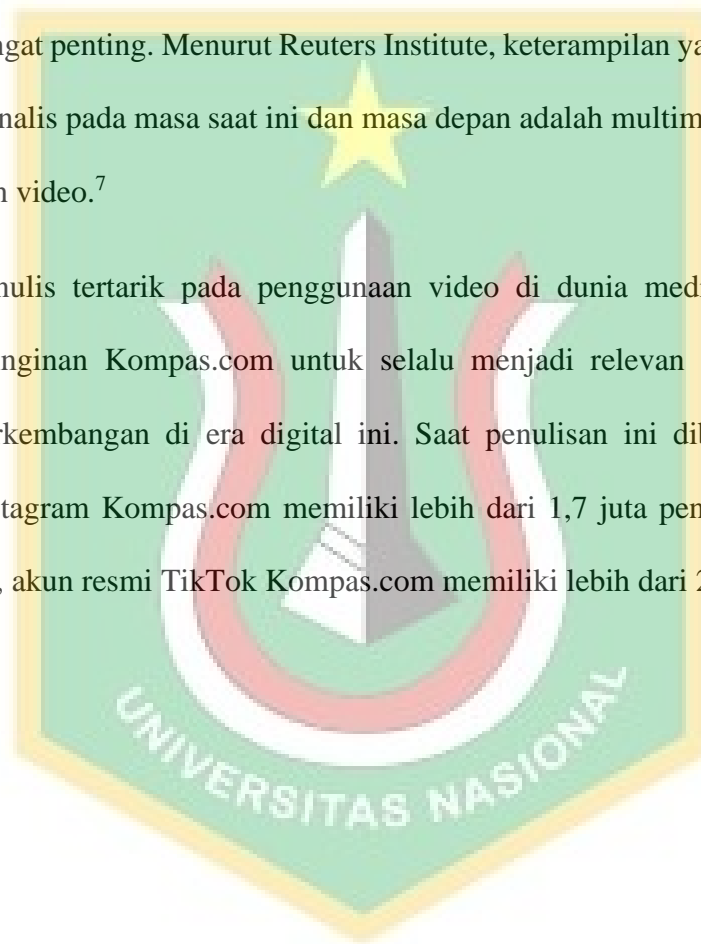 ngat penting. Menurut Reuters Institute, keterampilan ya
nalis pada masa saat ini dan masa depan adalah multim
n video.7
nulis tertarik pada penggunaan video di dunia med
nginan Kompas.com untuk selalu menjadi relevan
rkembangan di era digital ini. Saat penulisan ini dib
stagram Kompas.com memiliki lebih dari 1,7 juta pen
, akun resmi TikTok Kompas.com memiliki lebih dari 2
UNIVERSITAS NASIONAL